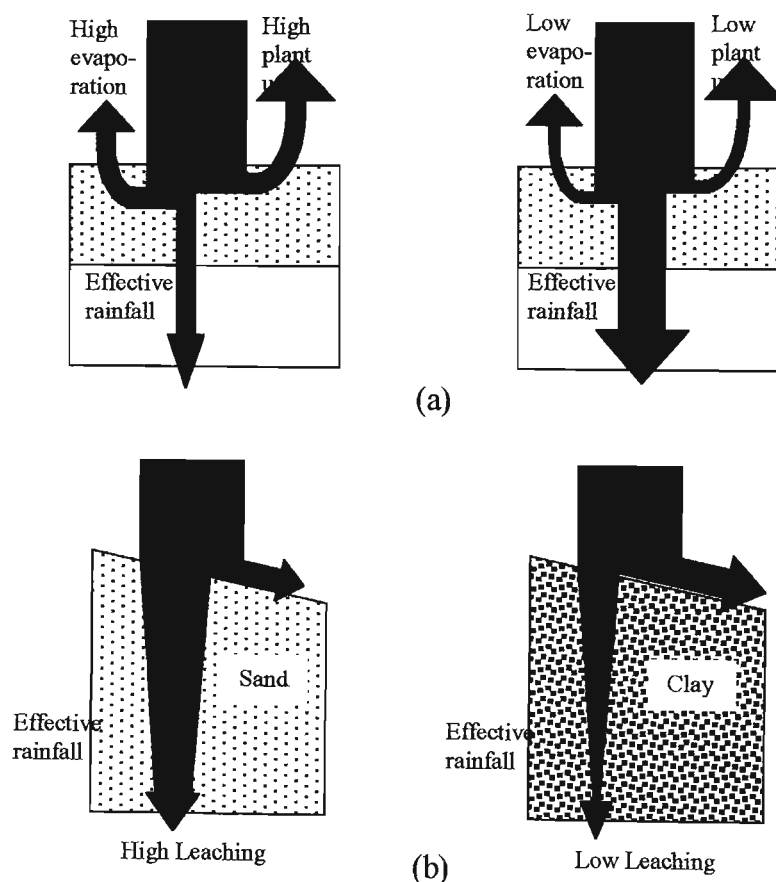 High
evapo-
ration
High
plant
Low
evapo-
ration
Low
plant
Effective
rainfall
Effective
rainfall
(a)
Sand
Effective
rainfall
High Leaching
Clay
Effective
rainfall
Low Leaching
(b)